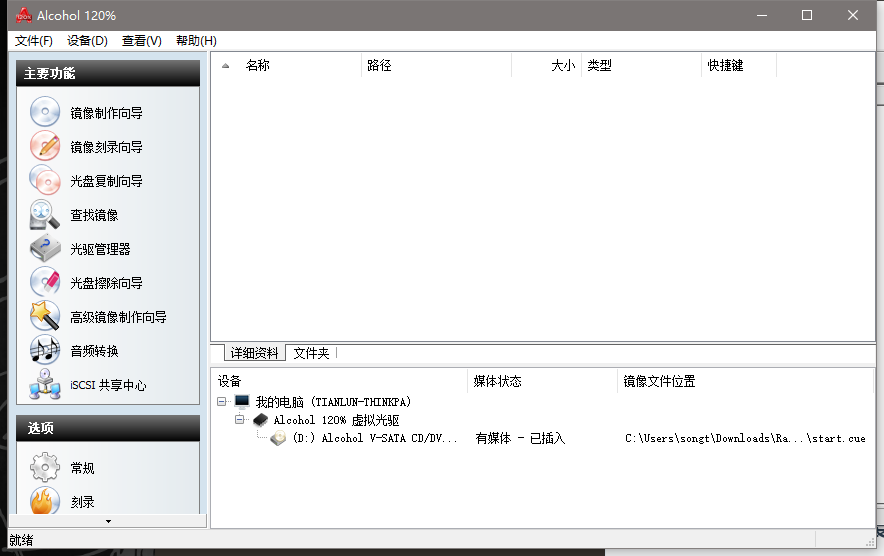 Alcohol 120%
文件(F) 设备(D) 查看(V) 帮助(H)
主要功能
镜像制作向导
镜像刻录向导
光盘复制向导
查找镜像
光驱管理器
光盘擦除向导
高级镜像制作向导
音频转换
iSCSI 共享中心
选项
常规
刻录
名称 路径 大小 类型 快捷键
详细资料 文件夹
设备 媒体状态 镜像文件位置
我的电脑 (TIANLUN-THINKPA)
Alcohol 120% 虚拟光驱
(D:) Alcohol V-SATA CD/DV... 有媒体 - 已插入 C:\Users\songt\Downloads\Ra...\start.cue
就绪